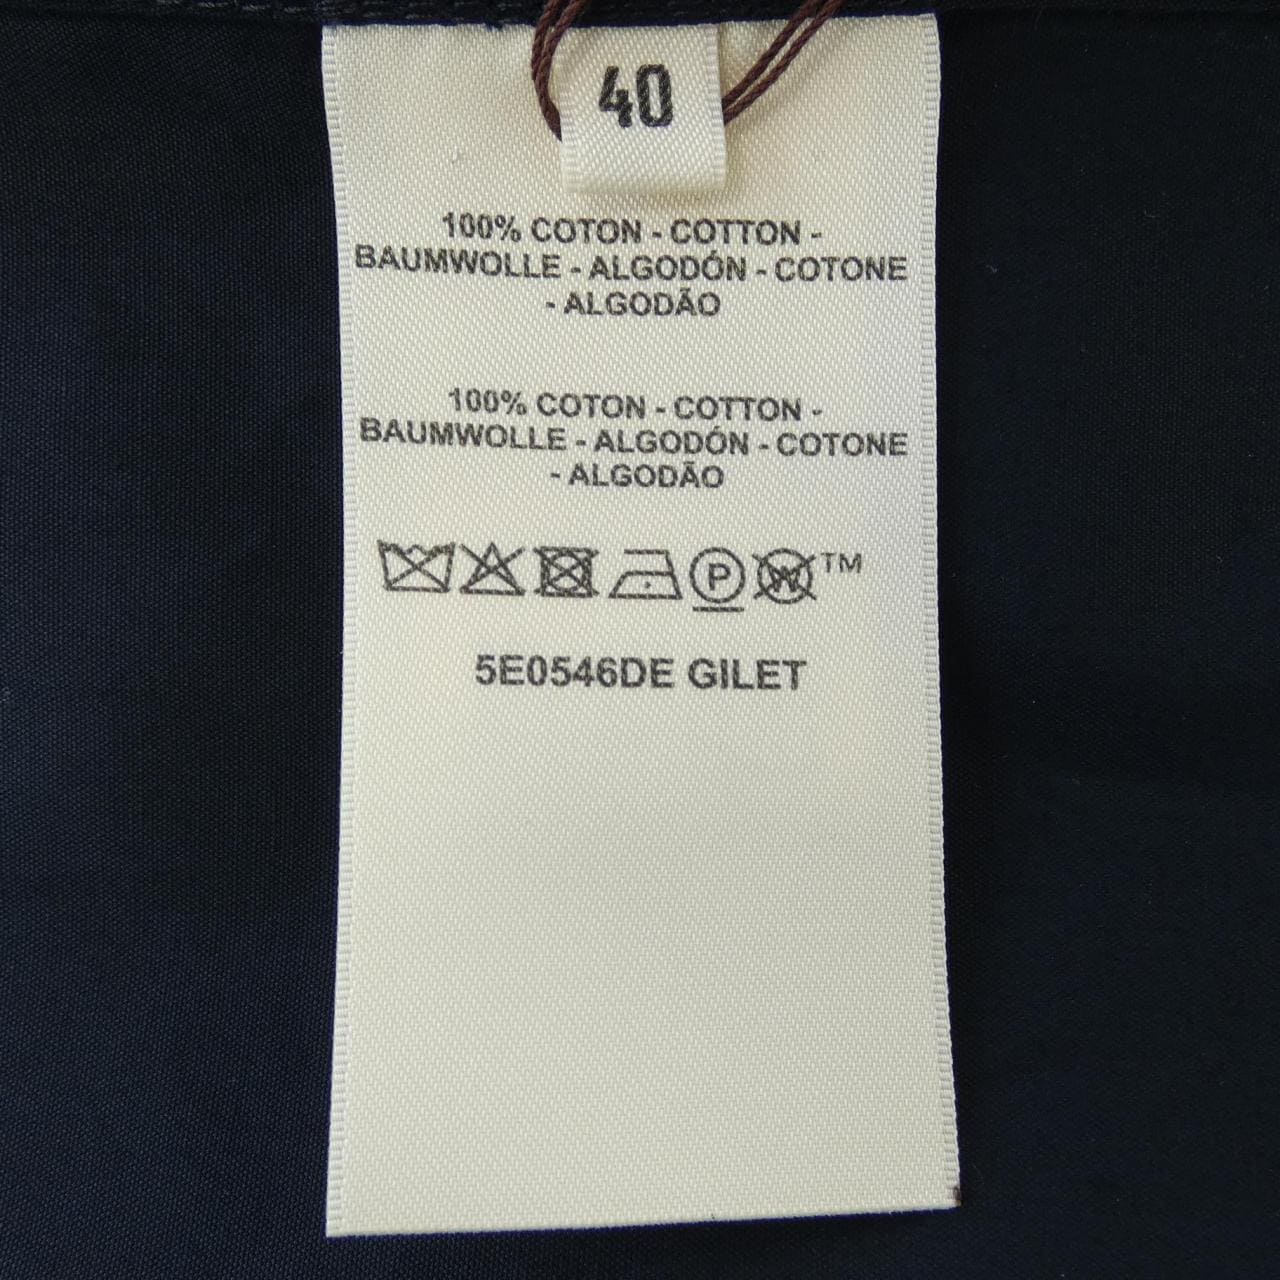 40
100% COTON - COTTON -
BAUMWOLLE - ALGODÓN - COTONE
- ALGODÃO
100% COTON - COTTON -
BAUMWOLLE - ALGODÓN - COTONE
- ALGODÃO
P W TM
5E0546DE GILET